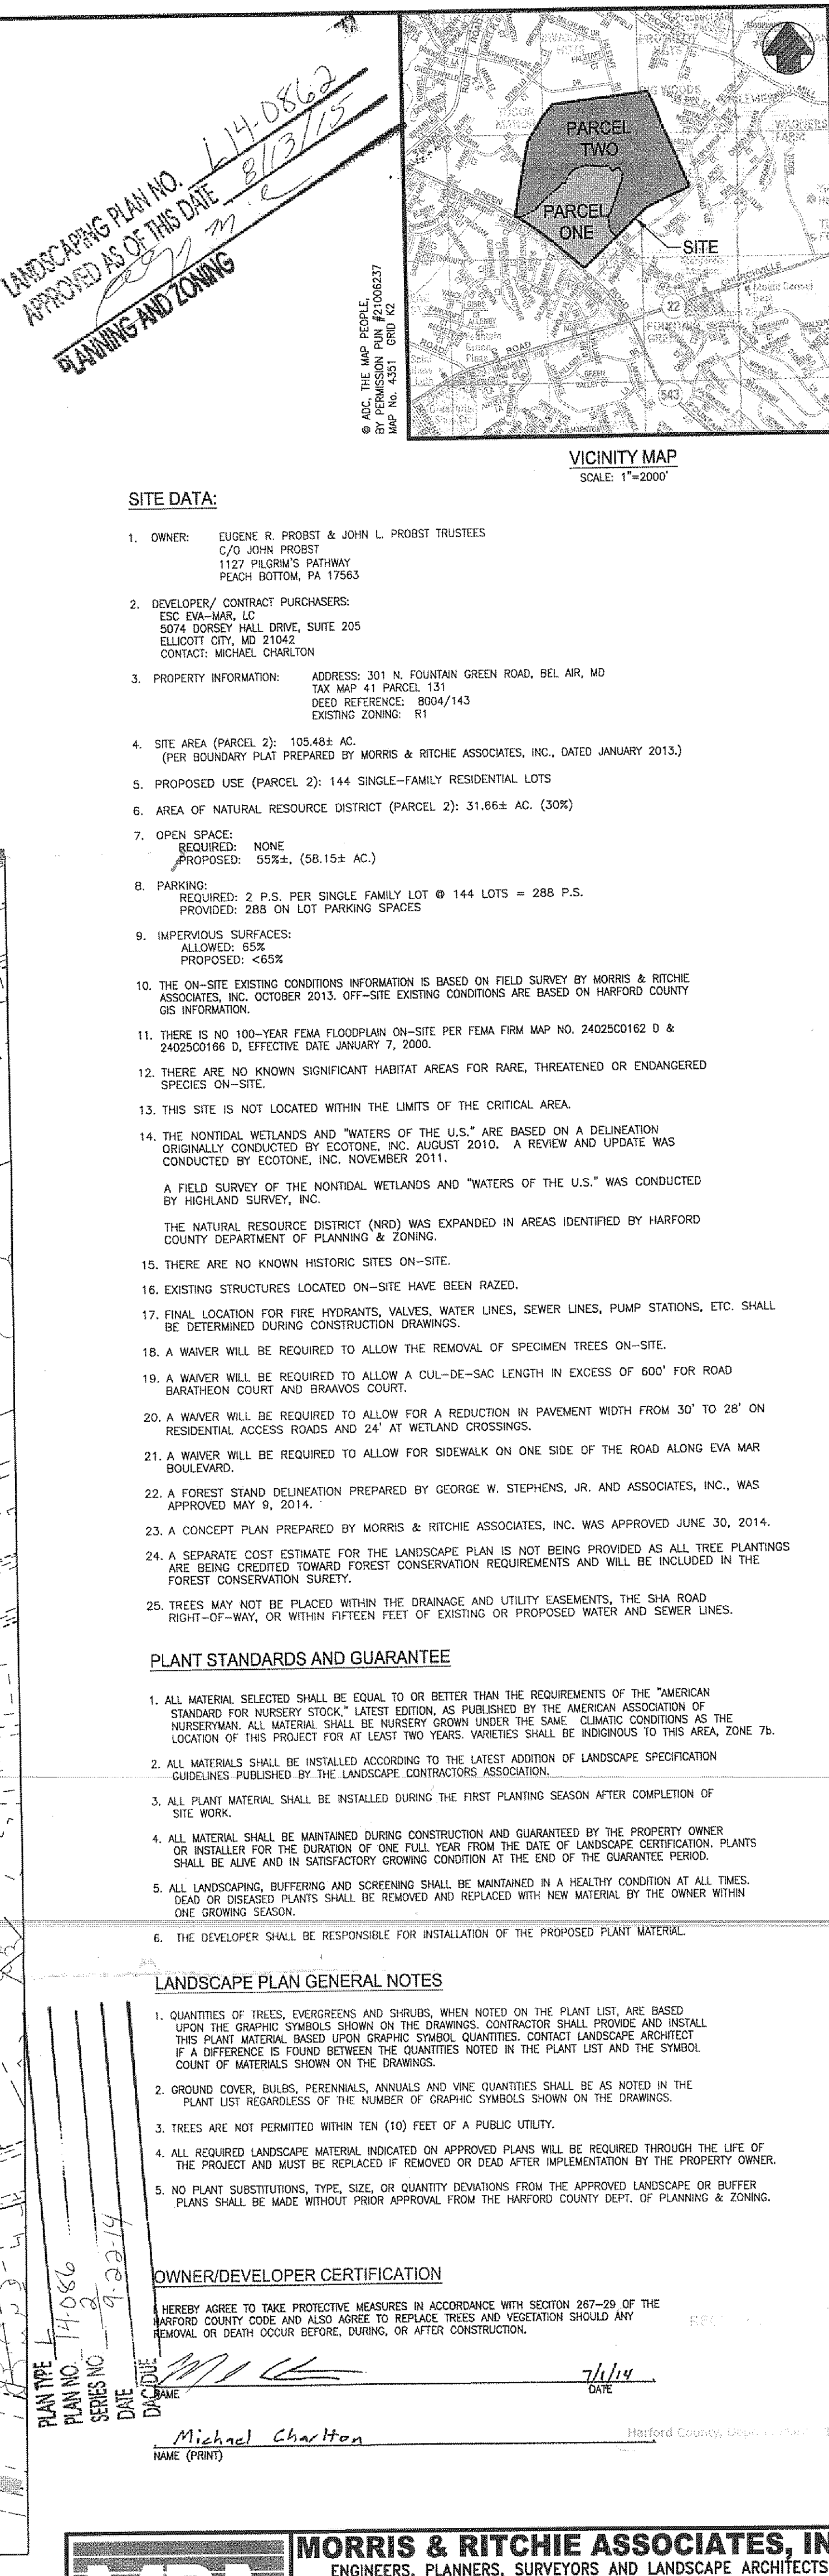 LANDSCAPING PLAN NO. L14-0862
APPROVED AS OF THIS DATE 8/13/15
PLANNING AND ZONING
PARCEL
TWO
PARCEL
ONE
SITE
22
543
© ADC, THE MAP PEOPLE,
BY PERMISSION PUN #21006237
MAP No. 4351 GRID K2
VICINITY MAP
SCALE: 1"=2000'
SITE DATA:
1. OWNER: EUGENE R. PROBST & JOHN L. PROBST TRUSTEES
C/O JOHN PROBST
1127 PILGRIM'S PATHWAY
PEACH BOTTOM, PA 17563
2. DEVELOPER/ CONTRACT PURCHASERS:
ESC EVA-MAR, LC
5074 DORSEY HALL DRIVE, SUITE 205
ELLICOTT CITY, MD 21042
CONTACT: MICHAEL CHARLTON
3. PROPERTY INFORMATION: ADDRESS: 301 N. FOUNTAIN GREEN ROAD, BEL AIR, MD
TAX MAP 41 PARCEL 131
DEED REFERENCE: 8004/143
EXISTING ZONING: R1
4. SITE AREA (PARCEL 2): 105.48± AC.
(PER BOUNDARY PLAT PREPARED BY MORRIS & RITCHIE ASSOCIATES, INC., DATED JANUARY 2013.)
5. PROPOSED USE (PARCEL 2): 144 SINGLE-FAMILY RESIDENTIAL LOTS
6. AREA OF NATURAL RESOURCE DISTRICT (PARCEL 2): 31.66± AC. (30%)
7. OPEN SPACE:
REQUIRED: NONE
PROPOSED: 55%±, (58.15± AC.)
8. PARKING:
REQUIRED: 2 P.S. PER SINGLE FAMILY LOT @ 144 LOTS = 288 P.S.
PROVIDED: 288 ON LOT PARKING SPACES
9. IMPERVIOUS SURFACES:
ALLOWED: 65%
PROPOSED: <65%
10. THE ON-SITE EXISTING CONDITIONS INFORMATION IS BASED ON FIELD SURVEY BY MORRIS & RITCHIE
ASSOCIATES, INC. OCTOBER 2013. OFF-SITE EXISTING CONDITIONS ARE BASED ON HARFORD COUNTY
GIS INFORMATION.
11. THERE IS NO 100-YEAR FEMA FLOODPLAIN ON-SITE PER FEMA FIRM MAP NO. 24025C0162 D &
24025C0166 D, EFFECTIVE DATE JANUARY 7, 2000.
12. THERE ARE NO KNOWN SIGNIFICANT HABITAT AREAS FOR RARE, THREATENED OR ENDANGERED
SPECIES ON-SITE.
13. THIS SITE IS NOT LOCATED WITHIN THE LIMITS OF THE CRITICAL AREA.
14. THE NONTIDAL WETLANDS AND "WATERS OF THE U.S." ARE BASED ON A DELINEATION
ORIGINALLY CONDUCTED BY ECOTONE, INC. AUGUST 2010. A REVIEW AND UPDATE WAS
CONDUCTED BY ECOTONE, INC. NOVEMBER 2011.
A FIELD SURVEY OF THE NONTIDAL WETLANDS AND "WATERS OF THE U.S." WAS CONDUCTED
BY HIGHLAND SURVEY, INC.
THE NATURAL RESOURCE DISTRICT (NRD) WAS EXPANDED IN AREAS IDENTIFIED BY HARFORD
COUNTY DEPARTMENT OF PLANNING & ZONING.
15. THERE ARE NO KNOWN HISTORIC SITES ON-SITE.
16. EXISTING STRUCTURES LOCATED ON-SITE HAVE BEEN RAZED.
17. FINAL LOCATION FOR FIRE HYDRANTS, VALVES, WATER LINES, SEWER LINES, PUMP STATIONS, ETC. SHALL
BE DETERMINED DURING CONSTRUCTION DRAWINGS.
18. A WAIVER WILL BE REQUIRED TO ALLOW THE REMOVAL OF SPECIMEN TREES ON-SITE.
19. A WAIVER WILL BE REQUIRED TO ALLOW A CUL-DE-SAC LENGTH IN EXCESS OF 600' FOR ROAD
BARATHEON COURT AND BRAAVOS COURT.
20. A WAIVER WILL BE REQUIRED TO ALLOW FOR A REDUCTION IN PAVEMENT WIDTH FROM 30' TO 28' ON
RESIDENTIAL ACCESS ROADS AND 24' AT WETLAND CROSSINGS.
21. A WAIVER WILL BE REQUIRED TO ALLOW FOR SIDEWALK ON ONE SIDE OF THE ROAD ALONG EVA MAR
BOULEVARD.
22. A FOREST STAND DELINEATION PREPARED BY GEORGE W. STEPHENS, JR. AND ASSOCIATES, INC., WAS
APPROVED MAY 9, 2014.
23. A CONCEPT PLAN PREPARED BY MORRIS & RITCHIE ASSOCIATES, INC. WAS APPROVED JUNE 30, 2014.
24. A SEPARATE COST ESTIMATE FOR THE LANDSCAPE PLAN IS NOT BEING PROVIDED AS ALL TREE PLANTINGS
ARE BEING CREDITED TOWARD FOREST CONSERVATION REQUIREMENTS AND WILL BE INCLUDED IN THE
FOREST CONSERVATION SURETY.
25. TREES MAY NOT BE PLACED WITHIN THE DRAINAGE AND UTILITY EASEMENTS, THE SHA ROAD
RIGHT-OF-WAY, OR WITHIN FIFTEEN FEET OF EXISTING OR PROPOSED WATER AND SEWER LINES.
PLANT STANDARDS AND GUARANTEE
1. ALL MATERIAL SELECTED SHALL BE EQUAL TO OR BETTER THAN THE REQUIREMENTS OF THE "AMERICAN
STANDARD FOR NURSERY STOCK," LATEST EDITION, AS PUBLISHED BY THE AMERICAN ASSOCIATION OF
NURSERYMAN. ALL MATERIAL SHALL BE NURSERY GROWN UNDER THE SAME CLIMATIC CONDITIONS AS THE
LOCATION OF THIS PROJECT FOR AT LEAST TWO YEARS. VARIETIES SHALL BE INDIGINOUS TO THIS AREA, ZONE 7b.
2. ALL MATERIALS SHALL BE INSTALLED ACCORDING TO THE LATEST ADDITION OF LANDSCAPE SPECIFICATION
GUIDELINES PUBLISHED BY THE LANDSCAPE CONTRACTORS ASSOCIATION.
3. ALL PLANT MATERIAL SHALL BE INSTALLED DURING THE FIRST PLANTING SEASON AFTER COMPLETION OF
SITE WORK.
4. ALL MATERIAL SHALL BE MAINTAINED DURING CONSTRUCTION AND GUARANTEED BY THE PROPERTY OWNER
OR INSTALLER FOR THE DURATION OF ONE FULL YEAR FROM THE DATE OF LANDSCAPE CERTIFICATION. PLANTS
SHALL BE ALIVE AND IN SATISFACTORY GROWING CONDITION AT THE END OF THE GUARANTEE PERIOD.
5. ALL LANDSCAPING, BUFFERING AND SCREENING SHALL BE MAINTAINED IN A HEALTHY CONDITION AT ALL TIMES.
DEAD OR DISEASED PLANTS SHALL BE REMOVED AND REPLACED WITH NEW MATERIAL BY THE OWNER WITHIN
ONE GROWING SEASON.
6. THE DEVELOPER SHALL BE RESPONSIBLE FOR INSTALLATION OF THE PROPOSED PLANT MATERIAL.
LANDSCAPE PLAN GENERAL NOTES
1. QUANTITIES OF TREES, EVERGREENS AND SHRUBS, WHEN NOTED ON THE PLANT LIST, ARE BASED
UPON THE GRAPHIC SYMBOLS SHOWN ON THE DRAWINGS. CONTRACTOR SHALL PROVIDE AND INSTALL
THIS PLANT MATERIAL BASED UPON GRAPHIC SYMBOL QUANTITIES. CONTACT LANDSCAPE ARCHITECT
IF A DIFFERENCE IS FOUND BETWEEN THE QUANTITIES NOTED IN THE PLANT LIST AND THE SYMBOL
COUNT OF MATERIALS SHOWN ON THE DRAWINGS.
2. GROUND COVER, BULBS, PERENNIALS, ANNUALS AND VINE QUANTITIES SHALL BE AS NOTED IN THE
PLANT LIST REGARDLESS OF THE NUMBER OF GRAPHIC SYMBOLS SHOWN ON THE DRAWINGS.
3. TREES ARE NOT PERMITTED WITHIN TEN (10) FEET OF A PUBLIC UTILITY.
4. ALL REQUIRED LANDSCAPE MATERIAL INDICATED ON APPROVED PLANS WILL BE REQUIRED THROUGH THE LIFE OF
THE PROJECT AND MUST BE REPLACED IF REMOVED OR DEAD AFTER IMPLEMENTATION BY THE PROPERTY OWNER.
5. NO PLANT SUBSTITUTIONS, TYPE, SIZE, OR QUANTITY DEVIATIONS FROM THE APPROVED LANDSCAPE OR BUFFER
PLANS SHALL BE MADE WITHOUT PRIOR APPROVAL FROM THE HARFORD COUNTY DEPT. OF PLANNING & ZONING.
PLAN TYPE L
PLAN NO. 14-086
SERIES NO. 2
DATE 9-22-14
DAC/DUE
OWNER/DEVELOPER CERTIFICATION
I HEREBY AGREE TO TAKE PROTECTIVE MEASURES IN ACCORDANCE WITH SECITON 267-29 OF THE
HARFORD COUNTY CODE AND ALSO AGREE TO REPLACE TREES AND VEGETATION SHOULD ANY
REMOVAL OR DEATH OCCUR BEFORE, DURING, OR AFTER CONSTRUCTION.
7/1/14
NAME DATE
Michael Charlton
NAME (PRINT)
Harford County,
MORRIS & RITCHIE ASSOCIATES, IN
ENGINEERS, PLANNERS, SURVEYORS AND LANDSCAPE ARCHITECTS